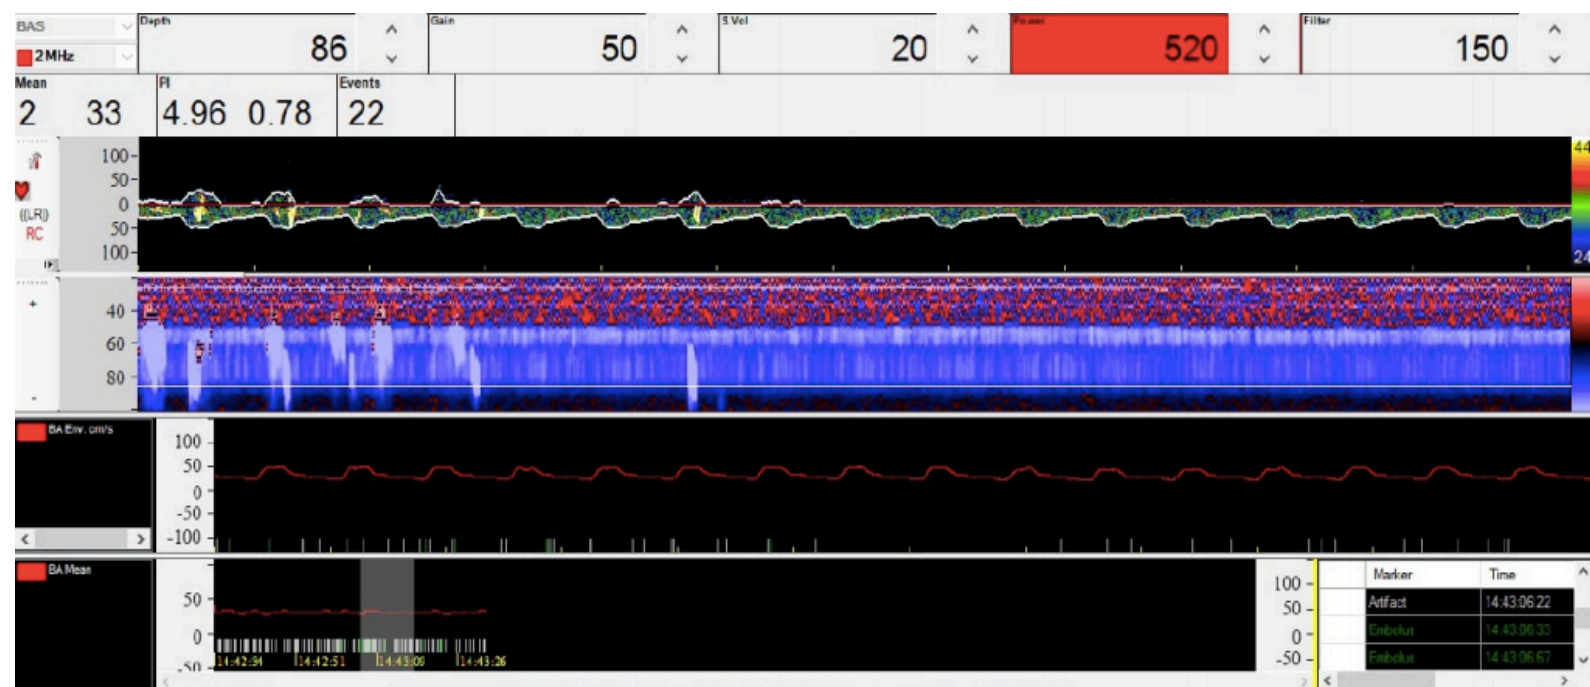 BAS Depth 86 Gain 50 S.Vol 20 Power 520 Filter 150
2MHz
Mean PI Events
2 33 4.96 0.78 22
100
50
0
50
100
44
24
((LR))
RC
+
40
60
80
-
BA Env. cm/s
100
50
0
-50
-100
BA Mean
50
0
-50
14:42:34 14:42:51 14:43:09 14:43:26
100
50
0
-50
Marker Time
Artifact 14:43:06:22
Embolus 14:43:06:33
Embolus 14:43:06:67